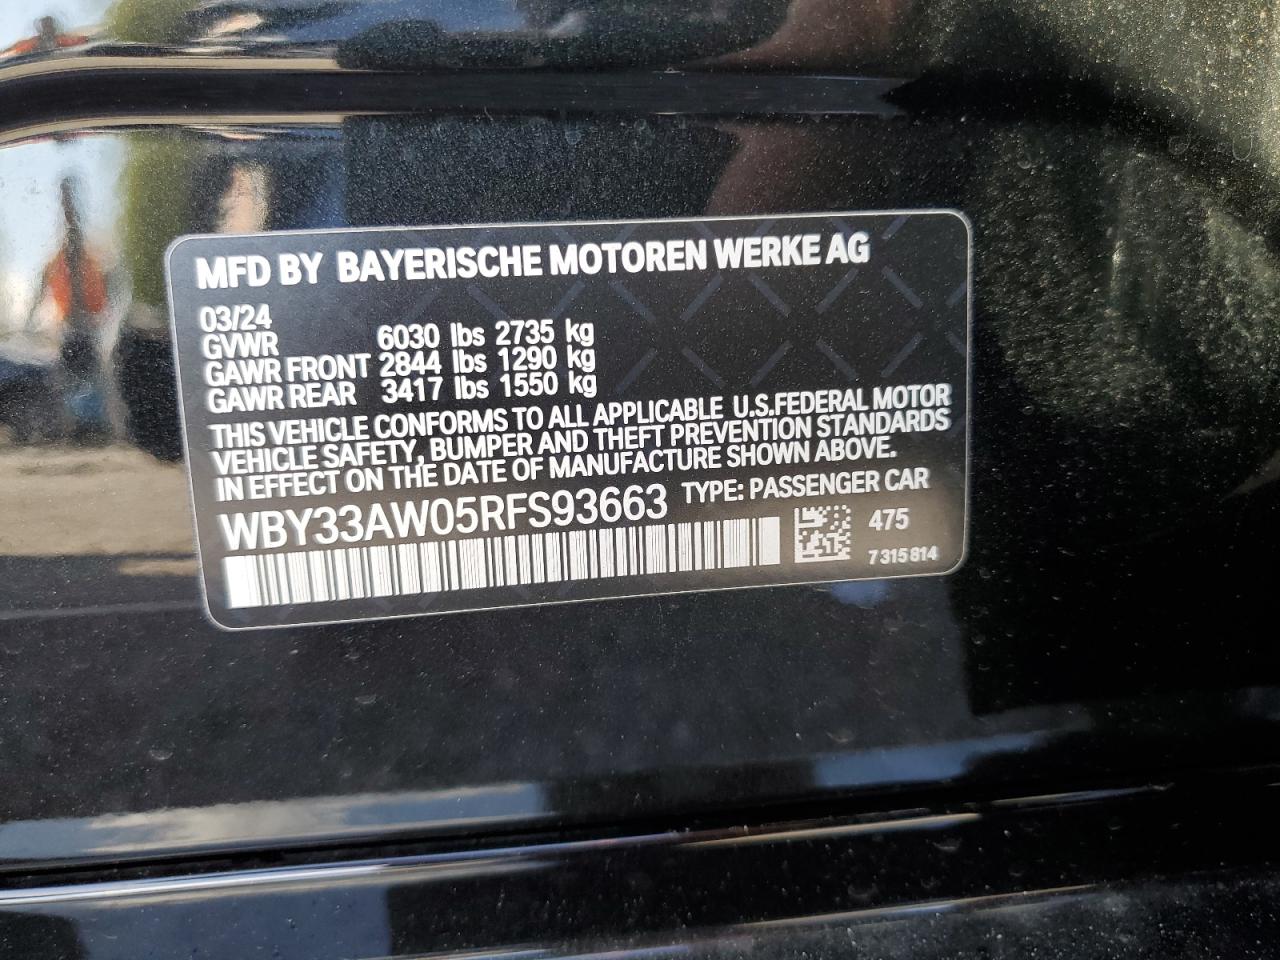 MFD BY BAYERISCHE MOTOREN WERKE AG
03/24
GVWR 6030 lbs 2735 kg
GAWR FRONT 2844 lbs 1290 kg
GAWR REAR 3417 lbs 1550 kg
THIS VEHICLE CONFORMS TO ALL APPLICABLE U.S.FEDERAL MOTOR
VEHICLE SAFETY, BUMPER AND THEFT PREVENTION STANDARDS
IN EFFECT ON THE DATE OF MANUFACTURE SHOWN ABOVE.
WBY33AW05RFS93663 TYPE: PASSENGER CAR
475
7 315 814